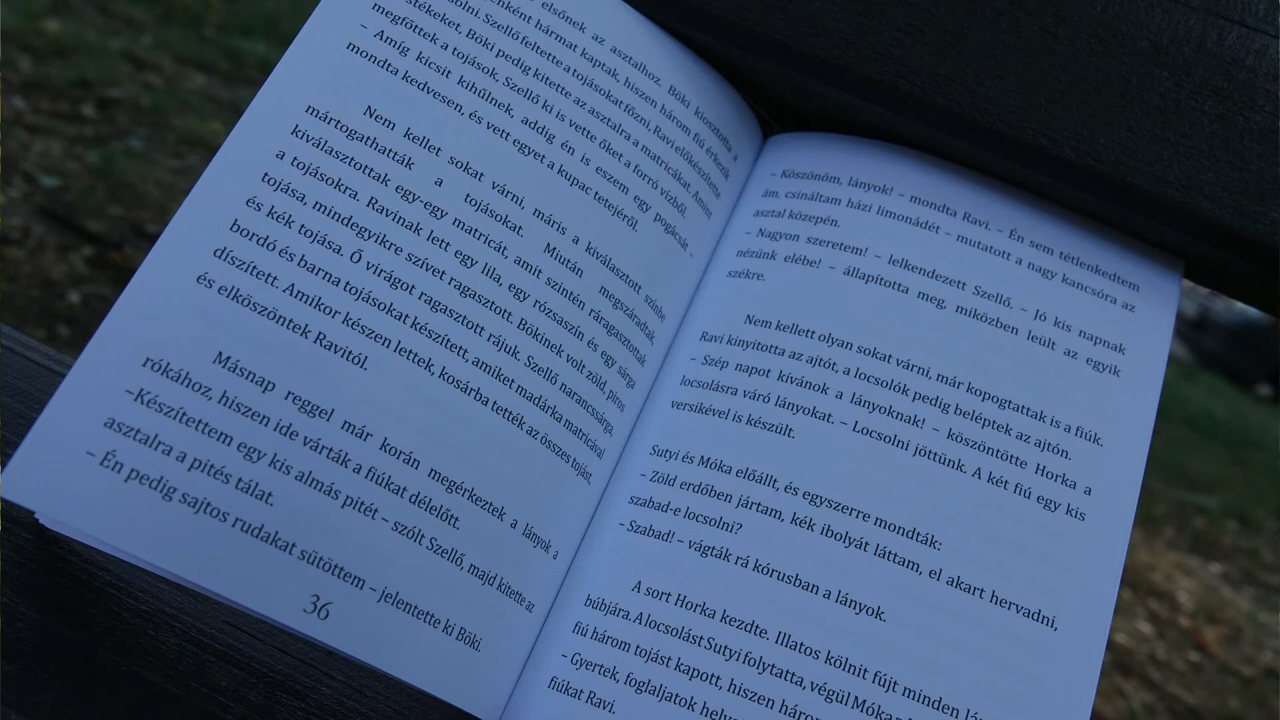 elsőnek az asztalhoz. Böki kiosztotta a
enként hármat kaptak, hiszen három fiú érkezik
olni. Szellő feltette a tojásokat főzni, Ravi előkészítette
stékeket, Böki pedig kitette az asztalra a matricákat. Amint
megfőttek a tojások, Szellő ki is vette őket a forró vízből.
– Amíg kicsit kihűlnek, addig én is eszem egy pogácsát –
mondta kedvesen, és vett egyet a kupac tetejéről.
Nem kellet sokat várni, máris a kiválasztott színbe
mártogathatták a tojásokat. Miután megszáradtak,
kiválasztottak egy-egy matricát, amit szintén ráragasztottak
a tojásokra. Ravinak lett egy lila, egy rózsaszín és egy sárga
tojása, mindegyikre szívet ragasztott. Bökinek volt zöld, piros
és kék tojása. Ő virágot ragasztott rájuk. Szellő narancssárga,
bordó és barna tojásokat készített, amiket madárka matricával
díszített. Amikor készen lettek, kosárba tették az összes tojást,
és elköszöntek Ravitól.
Másnap reggel már korán megérkeztek a lányok a
rókához, hiszen ide várták a fiúkat délelőtt.
–Készítettem egy kis almás pitét – szólt Szellő, majd kitette az
asztalra a pités tálat.
– Én pedig sajtos rudakat sütöttem – jelentette ki Böki.
36
– Köszönöm, lányok! – mondta Ravi. – Én sem tétlenkedtem
ám, csináltam házi limonádét – mutatott a nagy kancsóra az
asztal közepén.
– Nagyon szeretem! – lelkendezett Szellő. – Jó kis napnak
nézünk elébe! – állapította meg, miközben leült az egyik
székre.
Nem kellett olyan sokat várni, már kopogtattak is a fiúk.
Ravi kinyitotta az ajtót, a locsolók pedig beléptek az ajtón.
– Szép napot kívánok a lányoknak! – köszöntötte Horka a
locsolásra váró lányokat. – Locsolni jöttünk. A két fiú egy kis
versikével is készült.
Sutyi és Móka előállt, és egyszerre mondták:
– Zöld erdőben jártam, kék ibolyát láttam, el akart hervadni,
szabad-e locsolni?
– Szabad! – vágták rá kórusban a lányok.
A sort Horka kezdte. Illatos kölnit fújt minden
búbjára. A locsolást Sutyi folytatta, végül Móka
fiú három tojást kapott, hiszen három
– Gyertek, foglaljatok
fiúkat Ravi.